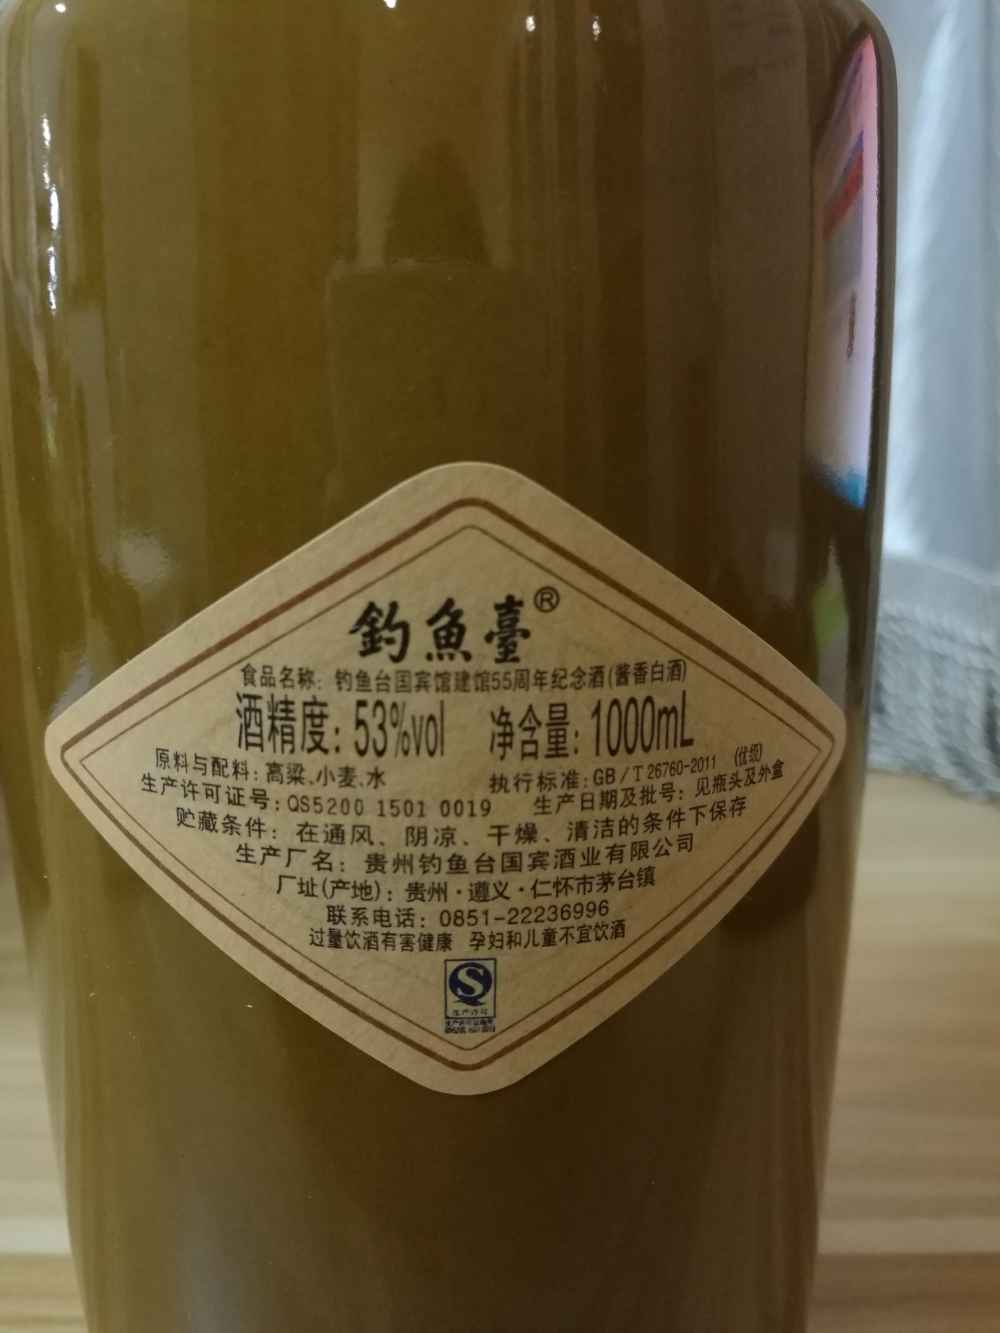 釣魚臺®
食品名称：钓鱼台国宾馆建馆55周年纪念酒(酱香白酒)
酒精度：53%vol 净含量：1000mL
原料与配料：高粱、小麦、水 执行标准：GB/T 26760-2011 (优级)
生产许可证号：QS5200 1501 0019 生产日期及批号：见瓶头及外盒
贮藏条件：在通风、阴凉、干燥、清洁的条件下保存
生产厂名：贵州钓鱼台国宾酒业有限公司
厂址(产地)：贵州·遵义·仁怀市茅台镇
联系电话：0851-22236996
过量饮酒有害健康 孕妇和儿童不宜饮酒
生产许可